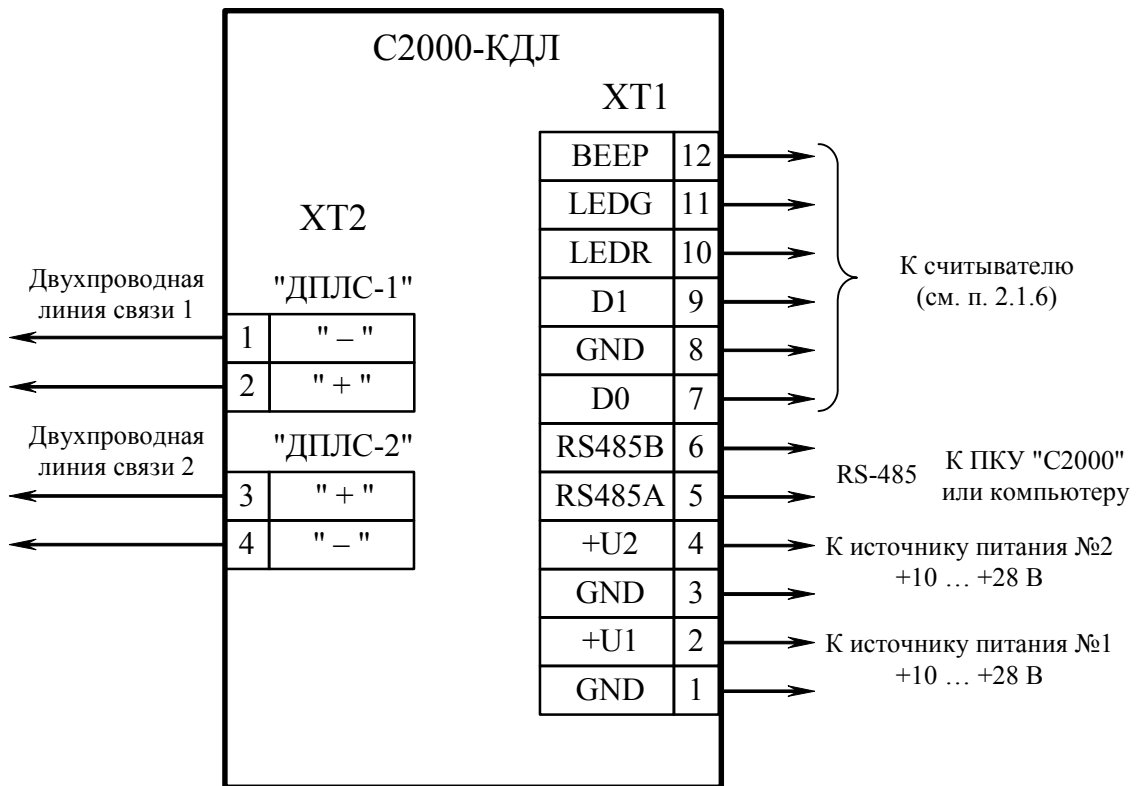 С2000-КДЛ
XT1
BEEP 12
LEDG 11
LEDR 10
D1 9
GND 8
D0 7
RS485B 6
RS485A 5
+U2 4
GND 3
+U1 2
GND 1
К считывателю
(см. п. 2.1.6)
RS-485
К ПКУ "С2000"
или компьютеру
К источнику питания №2
+10 … +28 В
К источнику питания №1
+10 … +28 В
XT2
"ДПЛС-1"
1 " – "
2 " + "
"ДПЛС-2"
3 " + "
4 " – "
Двухпроводная
линия связи 1
Двухпроводная
линия связи 2